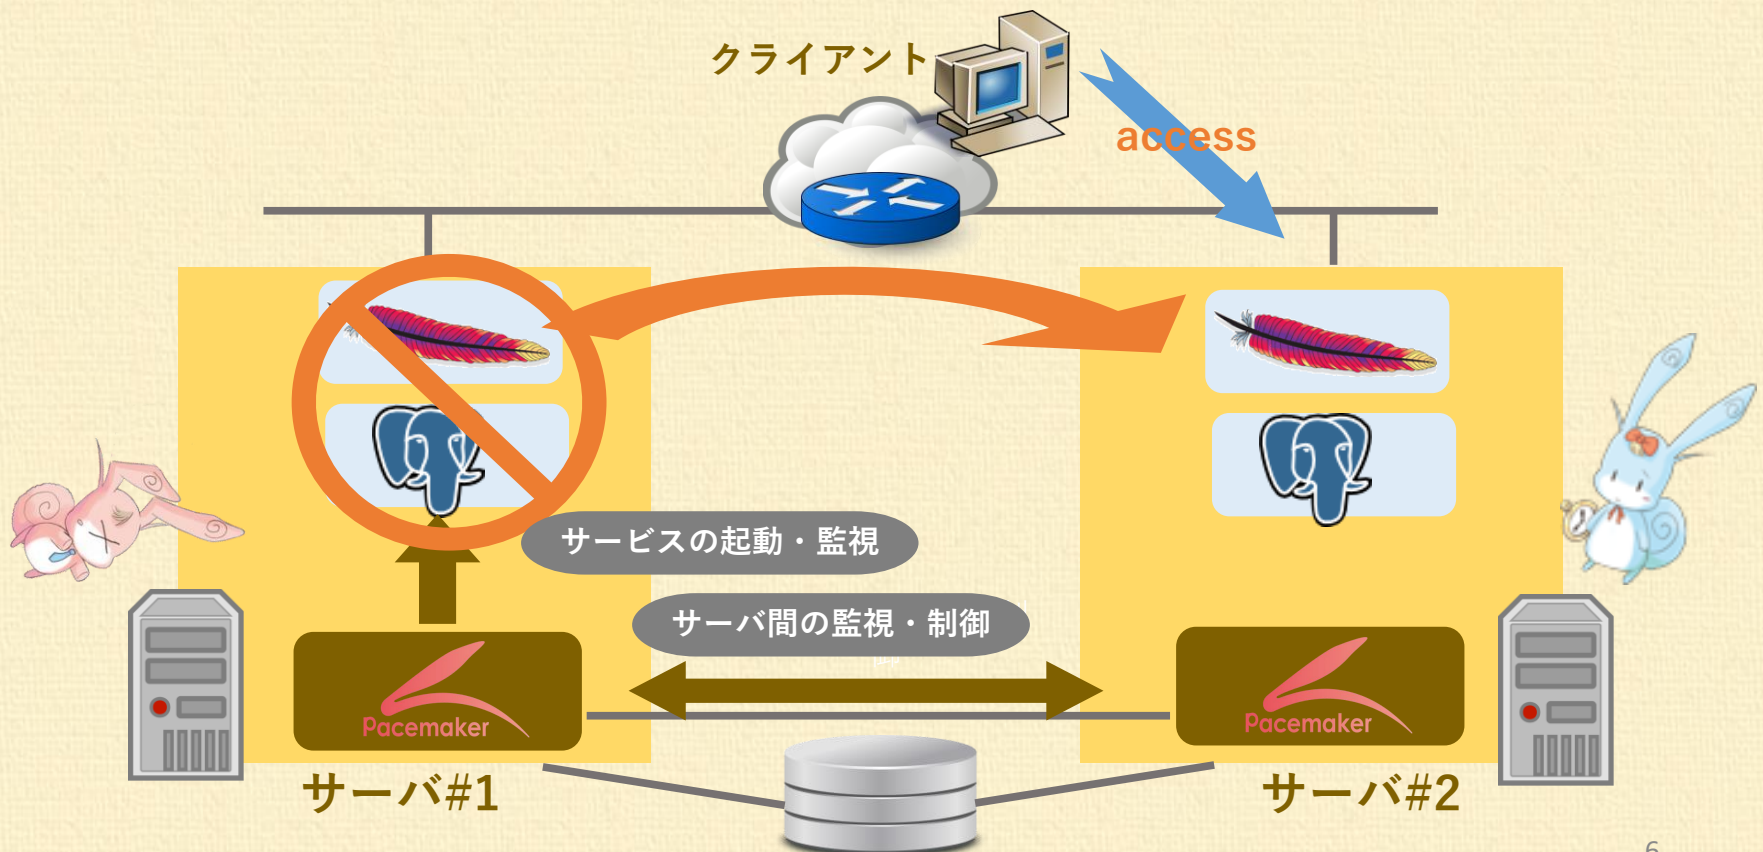 クライアント
access
サービスの起動・監視
サーバ間の監視・制御
Pacemaker
Pacemaker
サーバ#1
サーバ#2
6